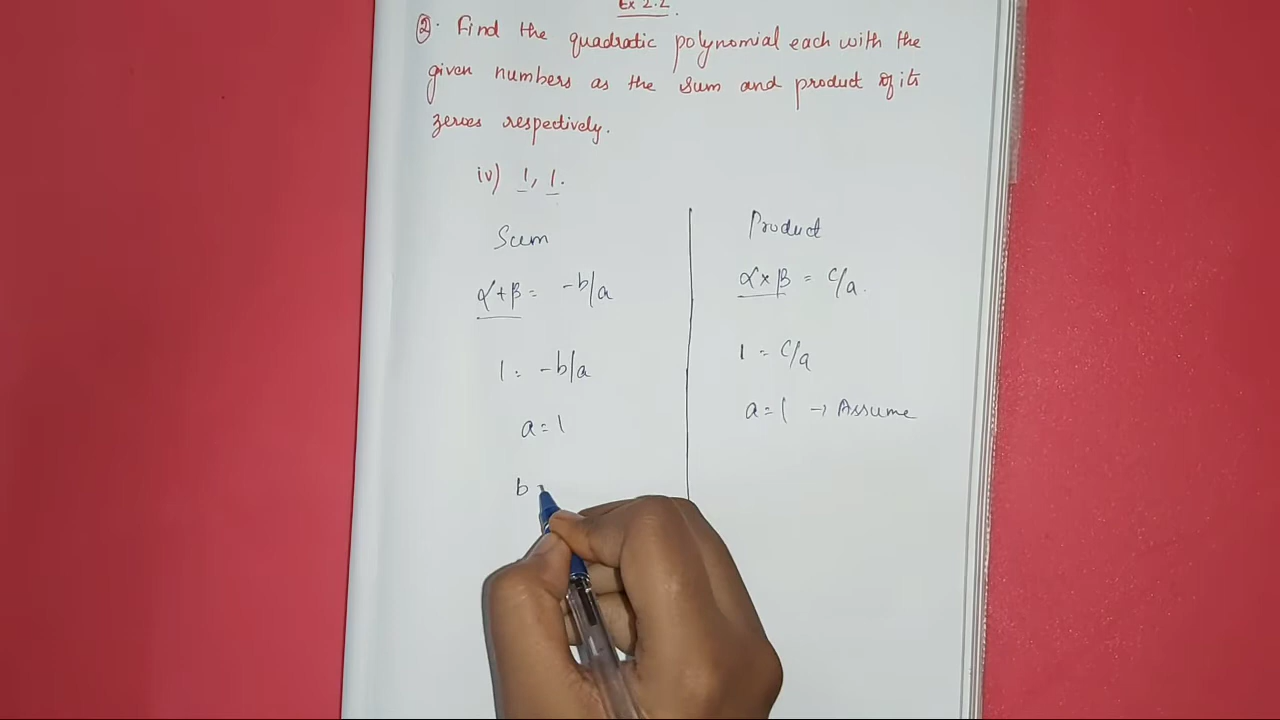 Ex 2.2.
②. Find the quadratic polynomial each with the
given numbers as the sum and product of its
zeroes respectively.
iv) 1, 1.
Sum
α+β = -b/a
1 = -b/a
a = 1
b =
Product
α×β = c/a.
1 = c/a
a = 1 → Assume